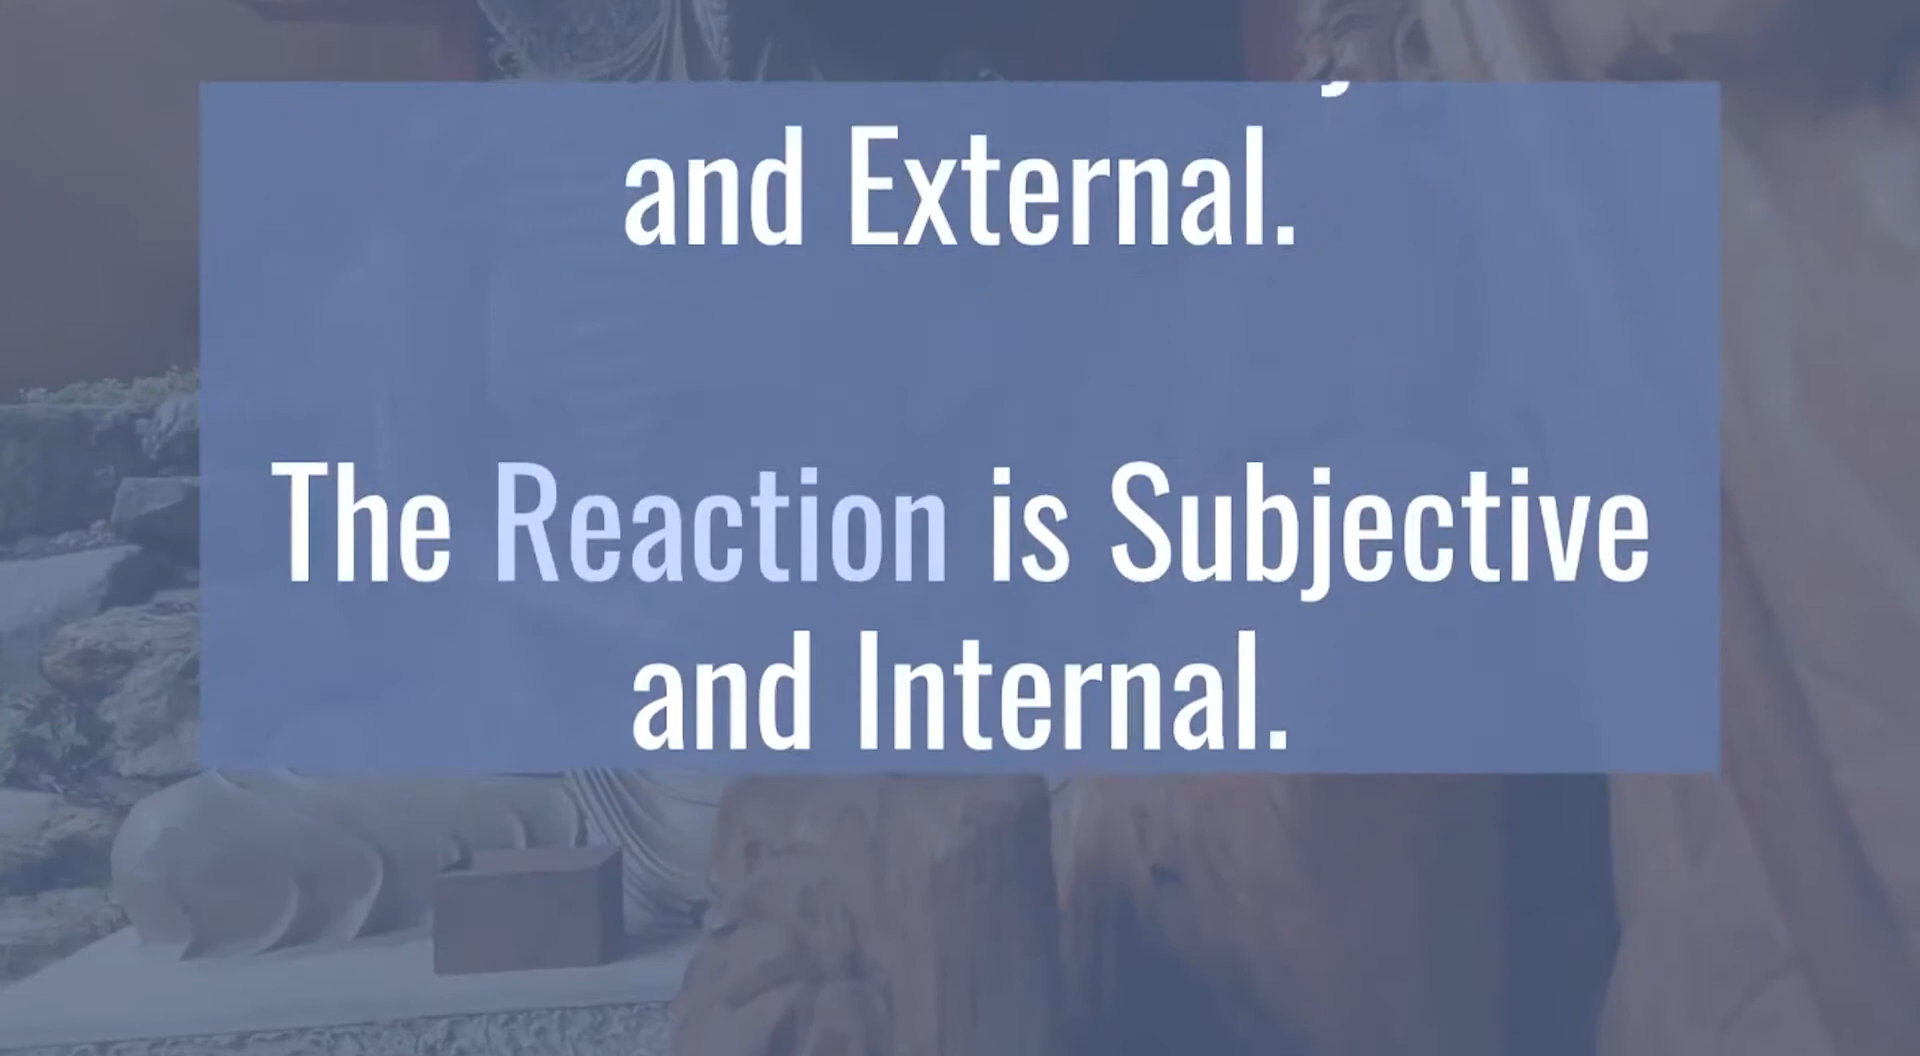 and External.
The Reaction is Subjective
and Internal.